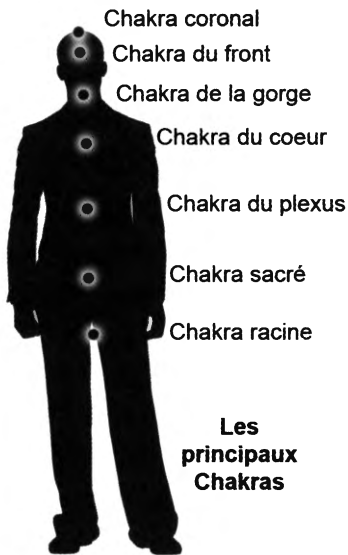 Chakra coronal
Chakra du front
Chakra de la gorge
Chakra du coeur
Chakra du plexus
Chakra sacré
Chakra racine
Les
principaux
Chakras